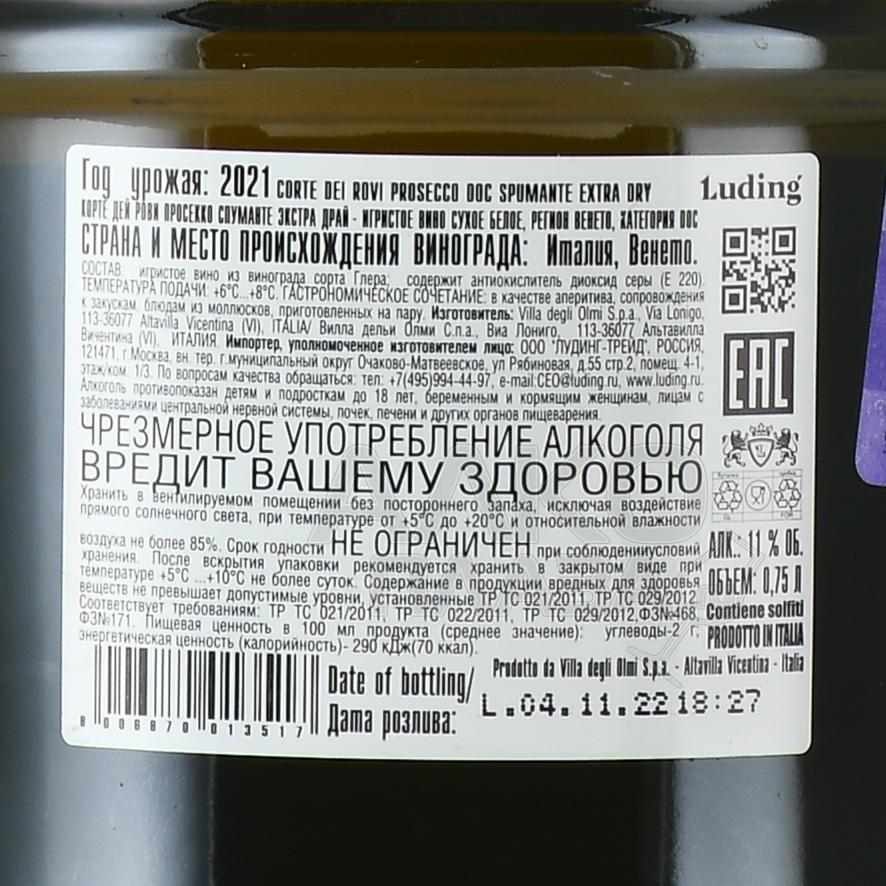 Год урожая: 2021 CORTE DEI ROVI PROSECCO DOC SPUMANTE EXTRA DRY
Luding
КОРТЕ ДЕЙ РОВИ ПРОСЕККО СПУМАНТЕ ЭКСТРА ДРАЙ - ИГРИСТОЕ ВИНО СУХОЕ БЕЛОЕ, РЕГИОН ВЕНЕТО, КАТЕГОРИЯ DOC
СТРАНА И МЕСТО ПРОИСХОЖДЕНИЯ ВИНОГРАДА: Италия, Венето.
СОСТАВ: игристое вино из винограда сорта Глера; содержит антиокислитель диоксид серы (Е 220).
ТЕМПЕРАТУРА ПОДАЧИ: +6°С...+8°С. ГАСТРОНОМИЧЕСКОЕ СОЧЕТАНИЕ: в качестве аперитива, сопровождения
к закускам, блюдам из моллюсков, приготовленных на пару. Изготовитель: Villa degli Olmi S.p.a., Via Lonigo,
113-36077 Altavilla Vicentina (VI), ITALIA/ Вилла дельи Олми С.п.а., Виа Лониго, 113-36077 Альтавилла
Вичентина (VI), ИТАЛИЯ. Импортер, уполномоченное изготовителем лицо: ООО "ЛУДИНГ-ТРЕЙД", РОССИЯ,
121471, г.Москва, вн. тер. г.муниципальный округ Очаково-Матвеевское, ул Рябиновая, д.55 стр.2, помещ. 4-1,
этаж/ком. 1/3. По вопросам качества обращаться: тел: +7(495)994-44-97, e-mail:CEO@luding.ru, www.luding.ru.
Алкоголь противопоказан детям и подросткам до 18 лет, беременным и кормящим женщинам, лицам с
заболеваниями центральной нервной системы, почек, печени и других органов пищеварения.
EAC
ЧРЕЗМЕРНОЕ УПОТРЕБЛЕНИЕ АЛКОГОЛЯ
ВРЕДИТ ВАШЕМУ ЗДОРОВЬЮ
Хранить в вентилируемом помещении без постороннего запаха, исключая воздействие
прямого солнечного света, при температуре от +5°С до +20°С и относительной влажности
воздуха не более 85%. Срок годности НЕ ОГРАНИЧЕН при соблюденииусловий
хранения. После вскрытия упаковки рекомендуется хранить в закрытом виде при
температуре +5°С ...+10°С не более суток. Содержание в продукции вредных для здоровья
веществ не превышает допустимые уровни, установленные ТР ТС 021/2011, ТР ТС 029/2012.
Соответствует требованиям: ТР ТС 021/2011, ТР ТС 022/2011, ТР ТС 029/2012,ФЗ№468,
ФЗ№171. Пищевая ценность в 100 мл продукта (среднее значение): углеводы-2 г,
энергетическая ценность (калорийность)- 290 кДж(70 ккал).
АЛК.: 11 % ОБ.
ОБЪЕМ: 0,75 Л
Contiene solfiti
PRODOTTO IN ITALIA
Prodotto da Villa degli Olmi S.p.a. - Altavilla Vicentina - Italia
Date of bottling/
Дата розлива:
L.04.11.22 18:27
8 006870 013517